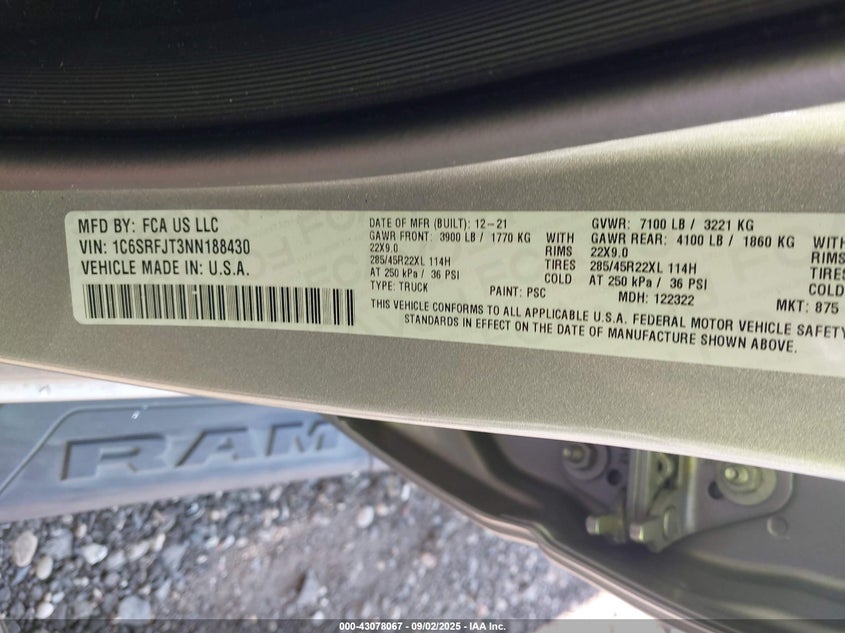 MFD BY: FCA US LLC
VIN: 1C6SRFJT3NN188430
VEHICLE MADE IN: U.S.A.
DATE OF MFR (BUILT): 12-21
GAWR FRONT: 3900 LB / 1770 KG WITH
22X9.0 RIMS
285/45R22XL 114H TIRES
AT 250 kPa / 36 PSI COLD
TYPE: TRUCK PAINT: PSC
GVWR: 7100 LB / 3221 KG
GAWR REAR: 4100 LB / 1860 KG WITH
22X9.0 RIMS
285/45R22XL 114H TIRES
AT 250 kPa / 36 PSI COLD
MDH: 122322 MKT: 875
THIS VEHICLE CONFORMS TO ALL APPLICABLE U.S.A. FEDERAL MOTOR VEHICLE SAFETY
STANDARDS IN EFFECT ON THE DATE OF MANUFACTURE SHOWN ABOVE.
RAM
000-43078067 - 09/02/2025 - IAA Inc.